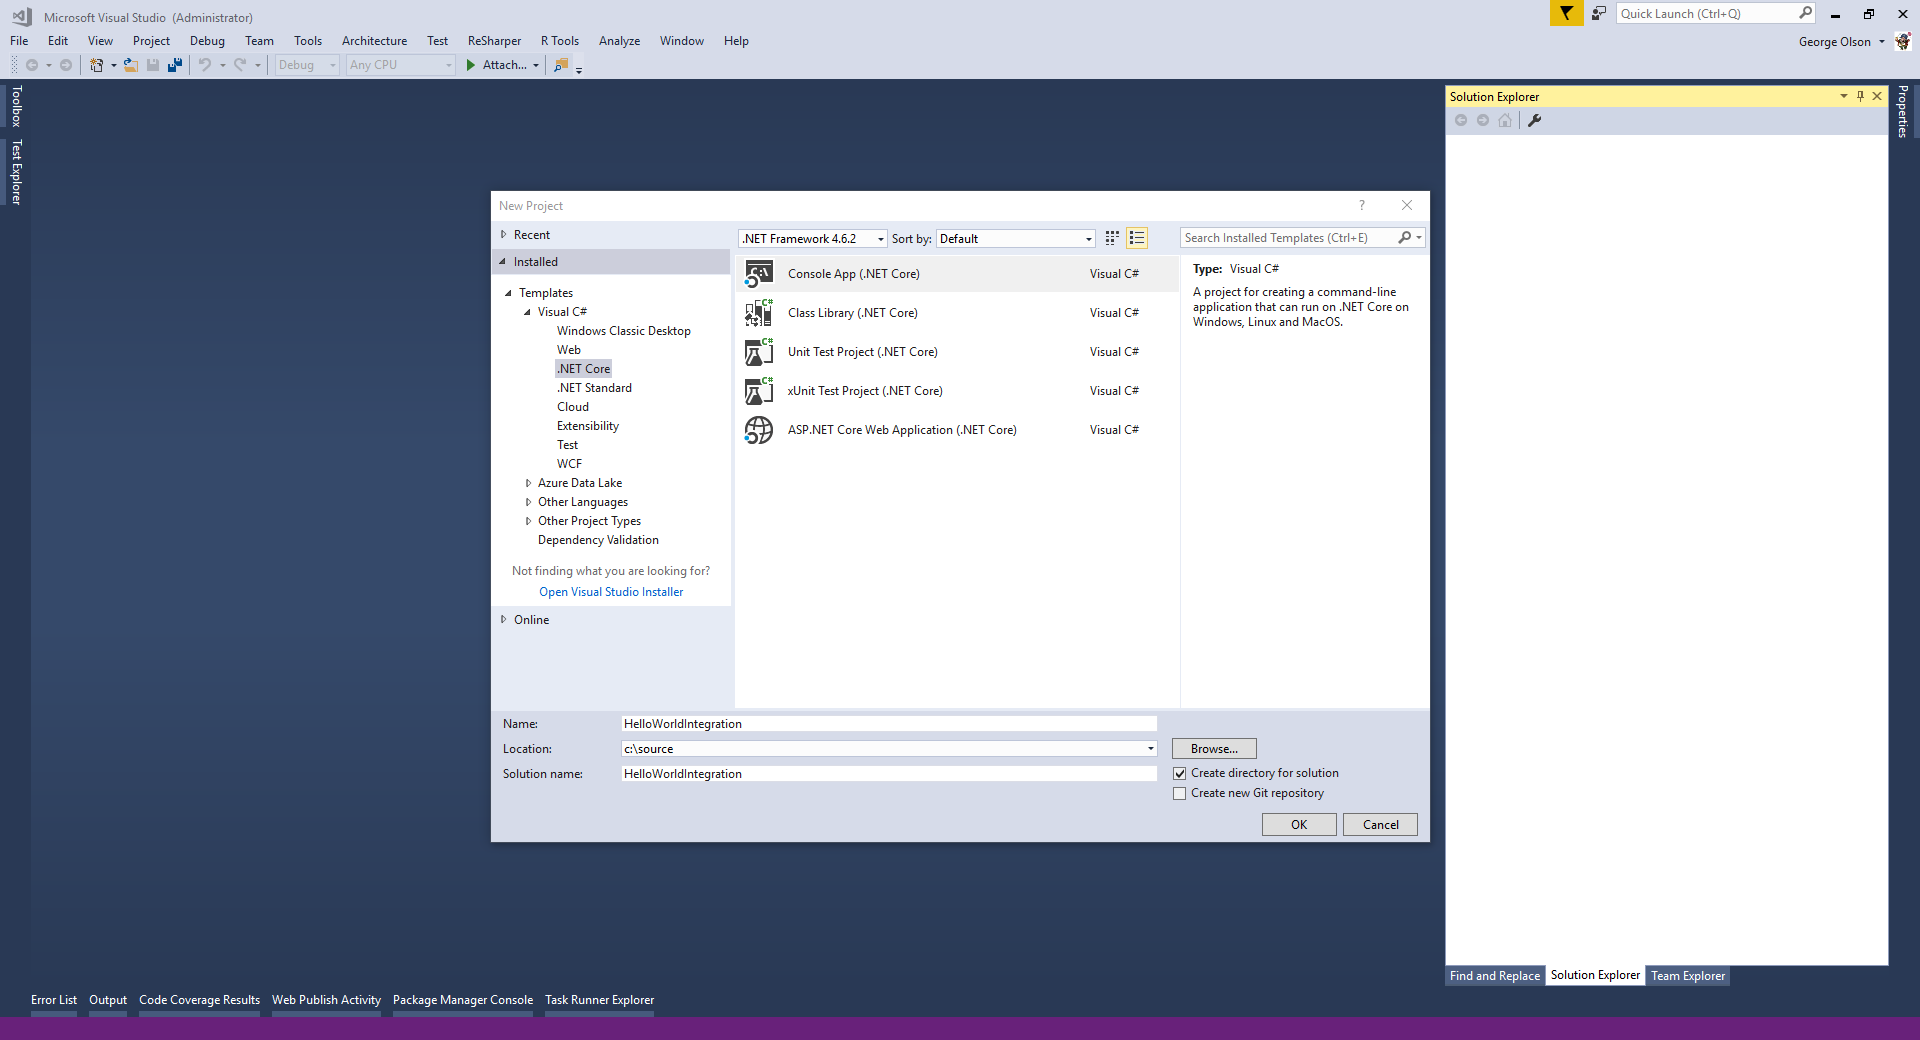 Microsoft Visual Studio (Administrator)
Quick Launch (Ctrl+Q)
File Edit View Project Debug Team Tools Architecture Test ReSharper R Tools Analyze Window Help
George Olson
Debug Any CPU Attach...
Toolbox
Test Explorer
Solution Explorer
Properties
New Project
?
Recent
Installed
.NET Framework 4.6.2 Sort by: Default
Search Installed Templates (Ctrl+E)
Templates
Visual C#
Windows Classic Desktop
Web
.NET Core
.NET Standard
Cloud
Extensibility
Test
WCF
Azure Data Lake
Other Languages
Other Project Types
Dependency Validation
Not finding what you are looking for?
Open Visual Studio Installer
Online
C:\
Console App (.NET Core) Visual C#
C#
Class Library (.NET Core) Visual C#
C#
Unit Test Project (.NET Core) Visual C#
C#
xUnit Test Project (.NET Core) Visual C#
ASP.NET Core Web Application (.NET Core) Visual C#
Type: Visual C#
A project for creating a command-line
application that can run on .NET Core on
Windows, Linux and MacOS.
Name: HelloWorldIntegration
Location: c:\source Browse...
Solution name: HelloWorldIntegration
Create directory for solution
Create new Git repository
OK Cancel
Find and Replace Solution Explorer Team Explorer
Error List Output Code Coverage Results Web Publish Activity Package Manager Console Task Runner Explorer